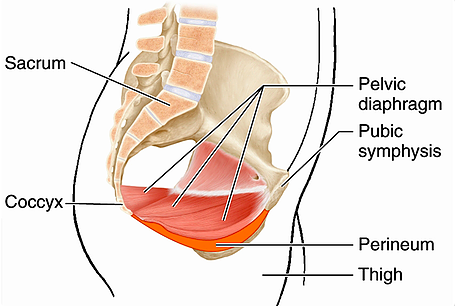 Sacrum
Pelvic
diaphragm
Pubic
symphysis
Coccyx
Perineum
Thigh